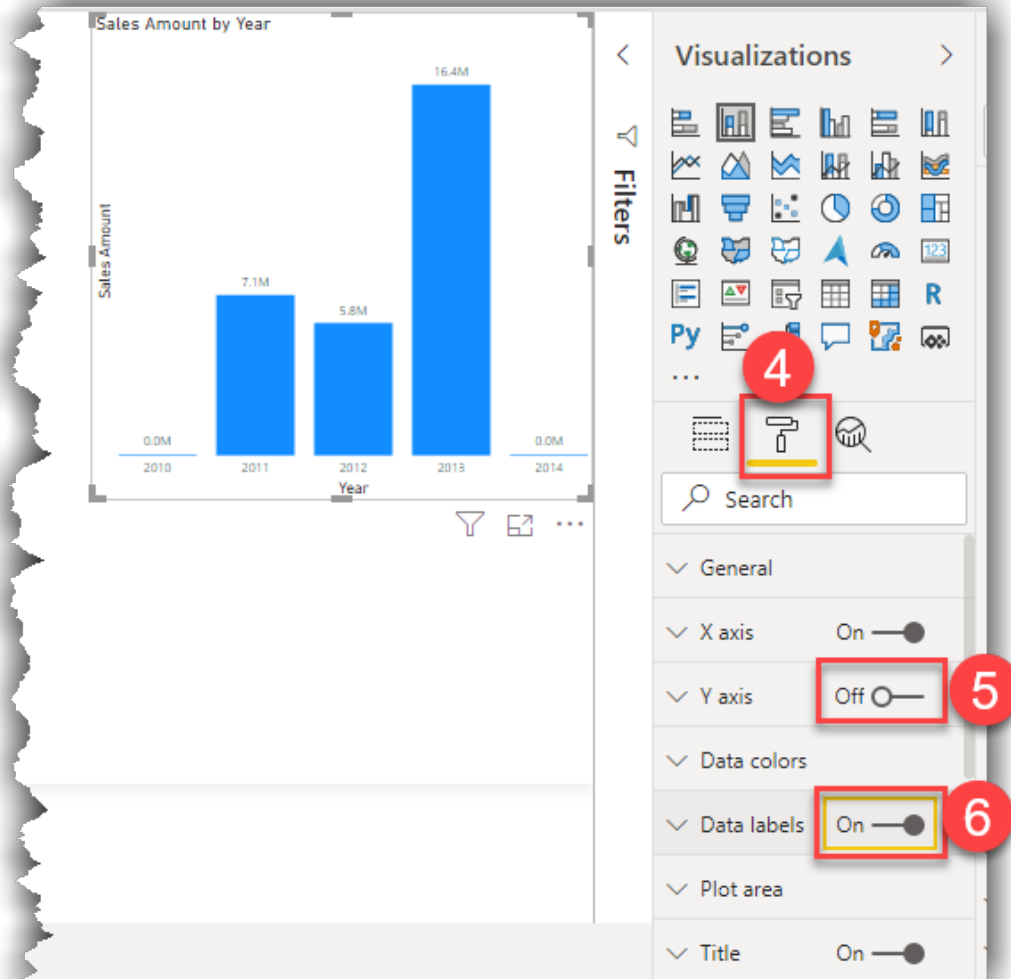 Sales Amount by Year
16.4M
7.1M
5.8M
0.0M
0.0M
Sales Amount
2010 2011 2012 2013 2014
Year
Filters
Visualizations
123
R
Py
...
4
Search
General
X axis On
Y axis Off
5
Data colors
Data labels On
6
Plot area
Title On